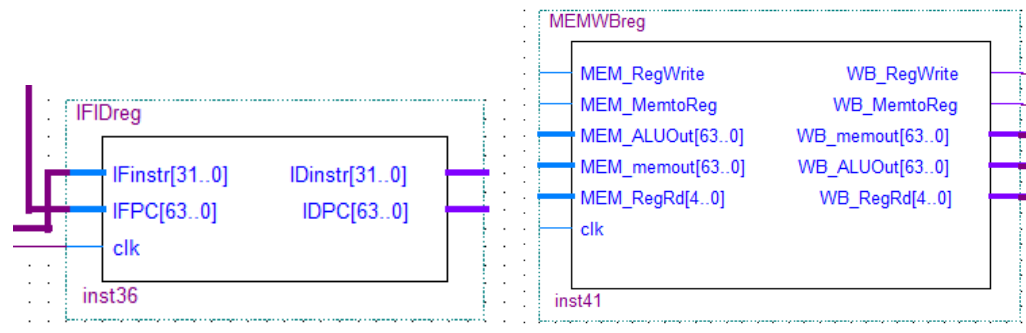 IFIDreg
IFinstr[31..0] IDinstr[31..0]
IFPC[63..0] IDPC[63..0]
clk
inst36
MEMWBreg
MEM_RegWrite WB_RegWrite
MEM_MemtoReg WB_MemtoReg
MEM_ALUOut[63..0] WB_memout[63..0]
MEM_memout[63..0] WB_ALUOut[63..0]
MEM_RegRd[4..0] WB_RegRd[4..0]
clk
inst41